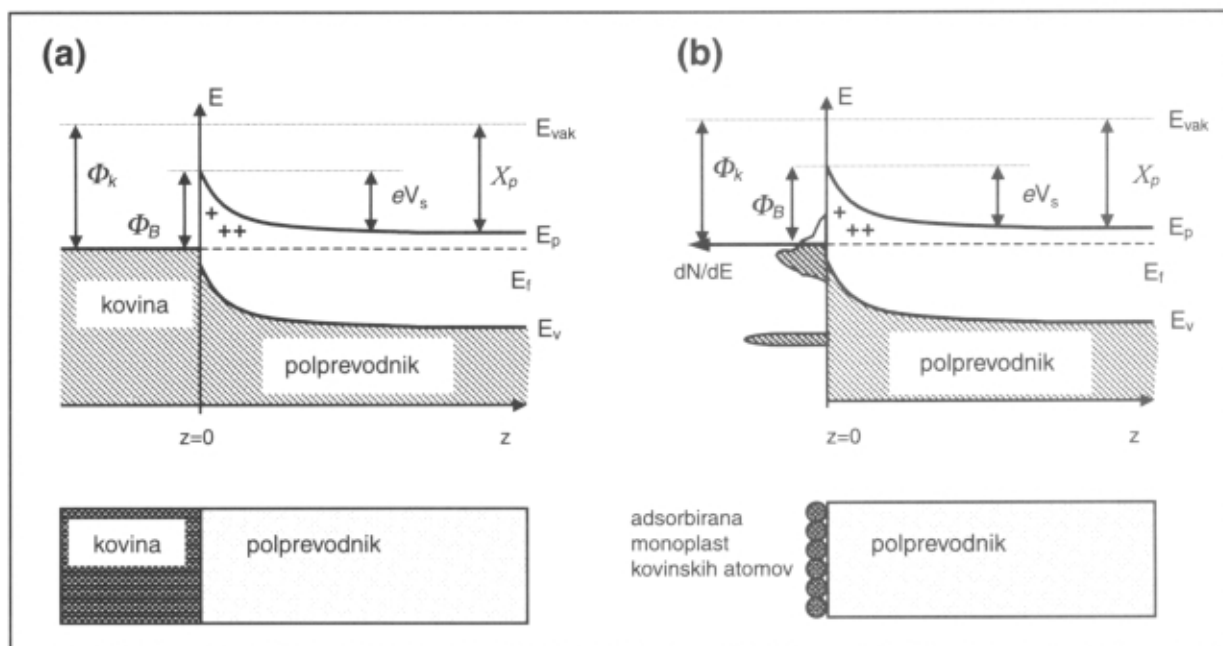 (a)
E
E_vak
Φ_k
Φ_B
eV_s
X_p
+
++
E_p
E_f
E_v
kovina
polprevodnik
z=0
z
kovina
polprevodnik
(b)
E
E_vak
Φ_k
Φ_B
eV_s
X_p
+
++
E_p
dN/dE
E_f
E_v
polprevodnik
z=0
z
adsorbirana
monoplast
kovinskih atomov
polprevodnik